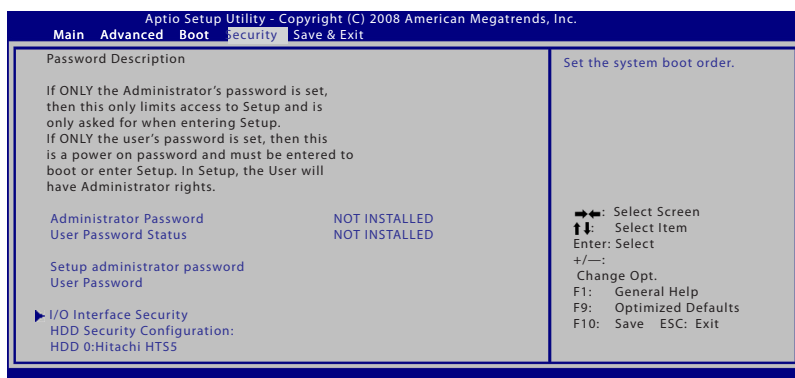 Aptio Setup Utility - Copyright (C) 2008 American Megatrends, Inc.
Main Advanced Boot Security Save & Exit
Password Description
If ONLY the Administrator's password is set,
then this only limits access to Setup and is
only asked for when entering Setup.
If ONLY the user's password is set, then this
is a power on password and must be entered to
boot or enter Setup. In Setup, the User will
have Administrator rights.
Administrator Password NOT INSTALLED
User Password Status NOT INSTALLED
Setup administrator password
User Password
I/O Interface Security
HDD Security Configuration:
HDD 0:Hitachi HTS5
Set the system boot order.
→←: Select Screen
↑↓: Select Item
Enter: Select
+/—:
Change Opt.
F1: General Help
F9: Optimized Defaults
F10: Save ESC: Exit